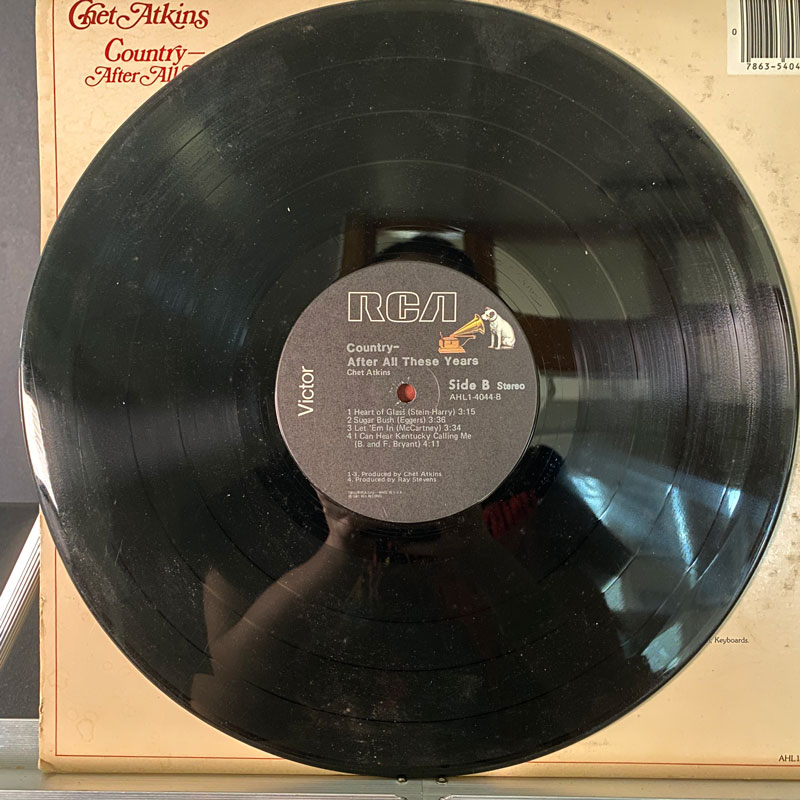 Chet Atkins
Country—
After All
0
7863-5404
RCA
Victor
Country-
After All These Years
Chet Atkins
Side B Stereo
AHL1-4044-B
1 Heart of Glass (Stein-Harry) 3:15
2 Sugar Bush (Eggers) 3:36
3 Let 'Em In (McCartney) 3:34
4 I Can Hear Kentucky Calling Me
(B. and F. Bryant) 4:11
1-3. Produced by Chet Atkins
4. Produced by Ray Stevens
Keyboards.
AHL1